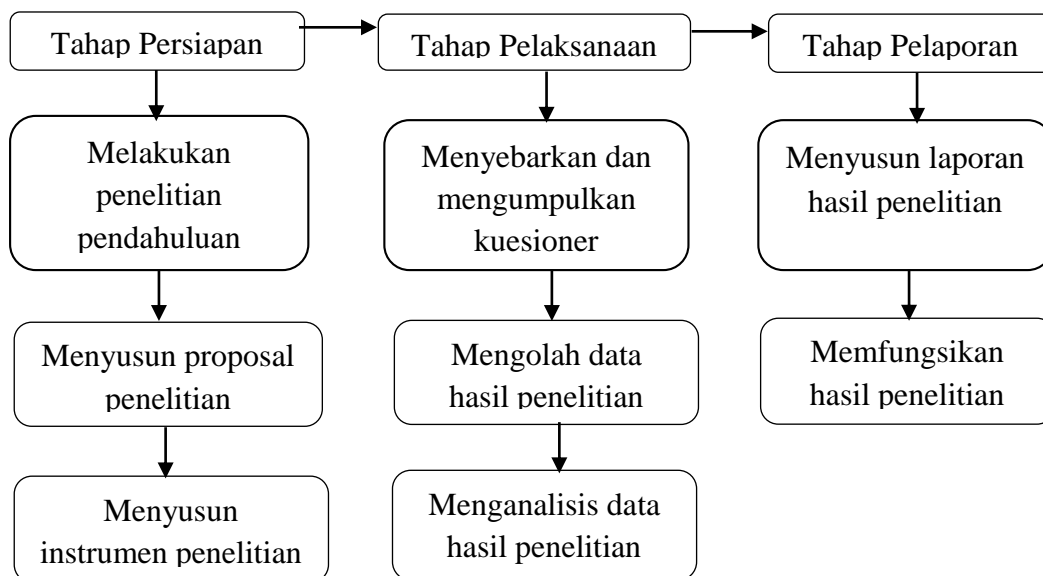 Tahap Persiapan
Tahap Pelaksanaan
Tahap Pelaporan
Melakukan
penelitian
pendahuluan
Menyebarkan dan
mengumpulkan
kuesioner
Menyusun laporan
hasil penelitian
Menyusun proposal
penelitian
Mengolah data
hasil penelitian
Memfungsikan
hasil penelitian
Menyusun
instrumen penelitian
Menganalisis data
hasil penelitian